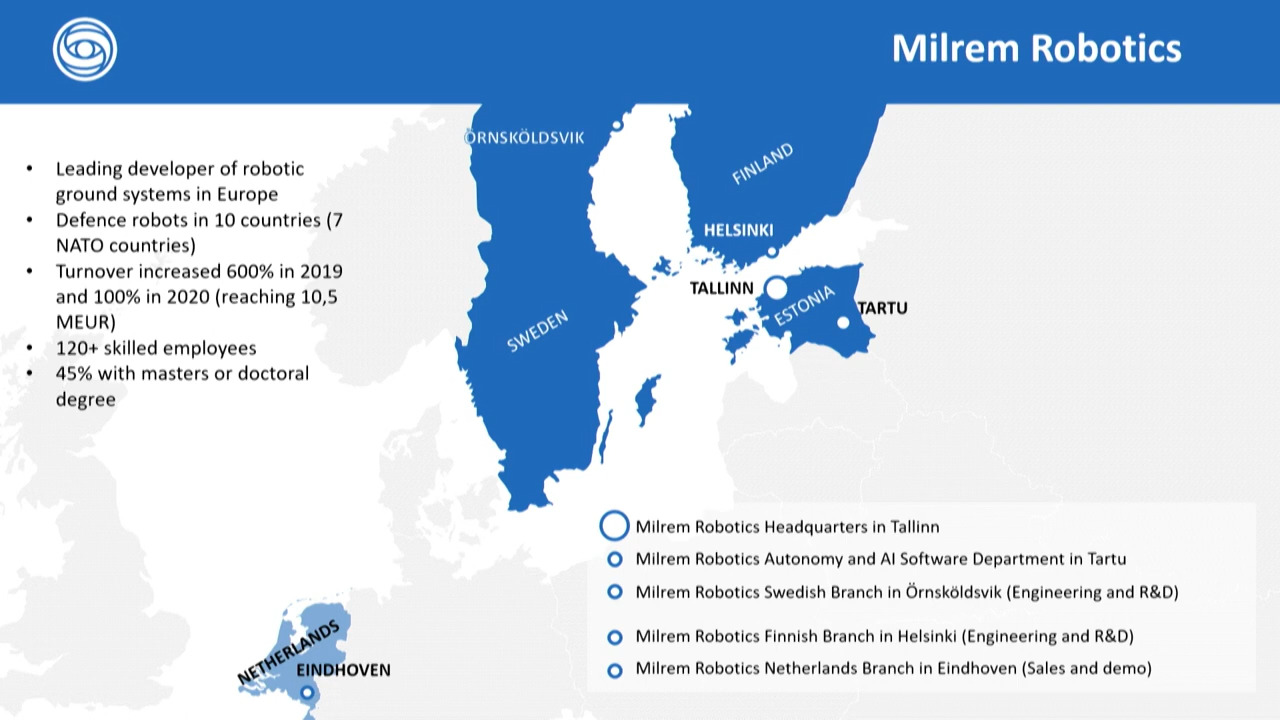 Milrem Robotics
• Leading developer of robotic
ground systems in Europe
• Defence robots in 10 countries (7
NATO countries)
• Turnover increased 600% in 2019
and 100% in 2020 (reaching 10,5
MEUR)
• 120+ skilled employees
• 45% with masters or doctoral
degree
ÖRNSKÖLDSVIK
FINLAND
HELSINKI
TALLINN
ESTONIA
TARTU
SWEDEN
Milrem Robotics Headquarters in Tallinn
Milrem Robotics Autonomy and AI Software Department in Tartu
Milrem Robotics Swedish Branch in Örnsköldsvik (Engineering and R&D)
Milrem Robotics Finnish Branch in Helsinki (Engineering and R&D)
Milrem Robotics Netherlands Branch in Eindhoven (Sales and demo)
NETHERLANDS
EINDHOVEN